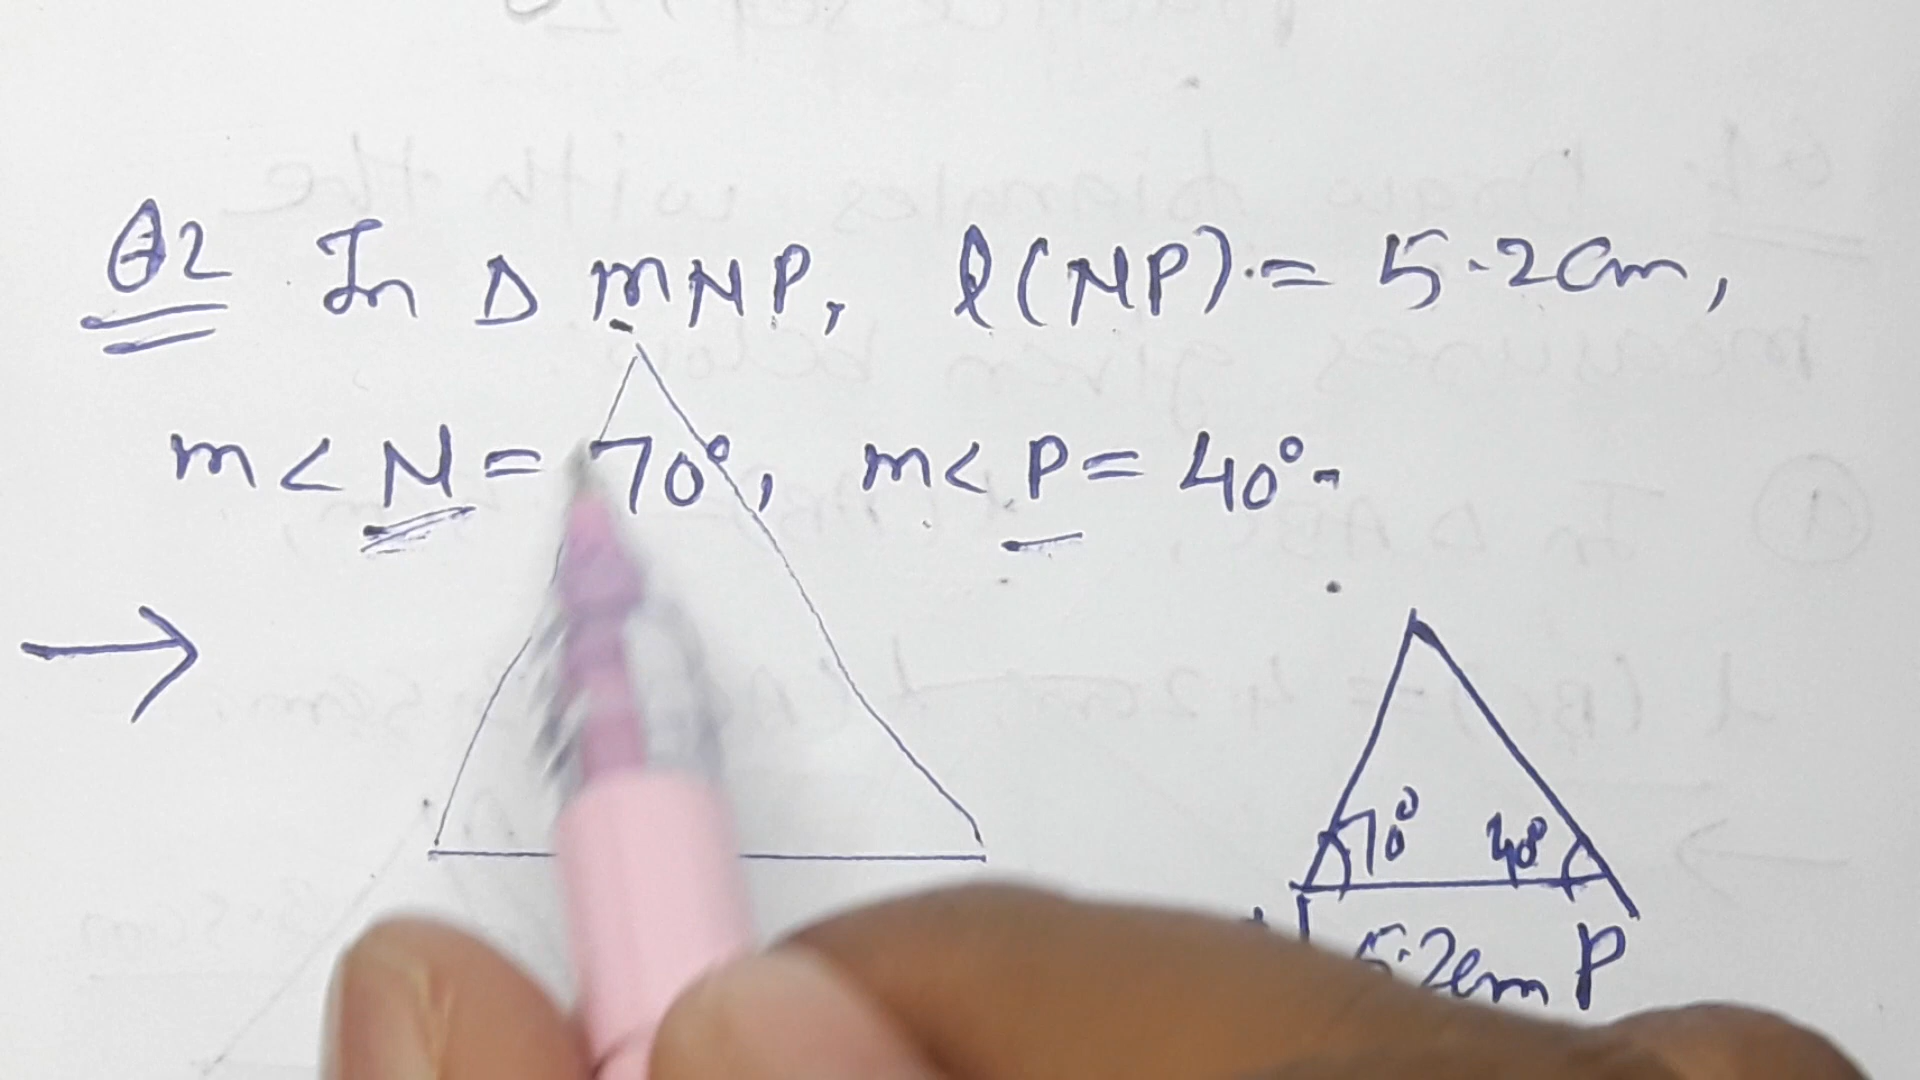 Q2 In Δ MNP, l(NP) = 5.2cm,
m< N = 70°, m< P = 40°.
70° 40°
5.2cm P